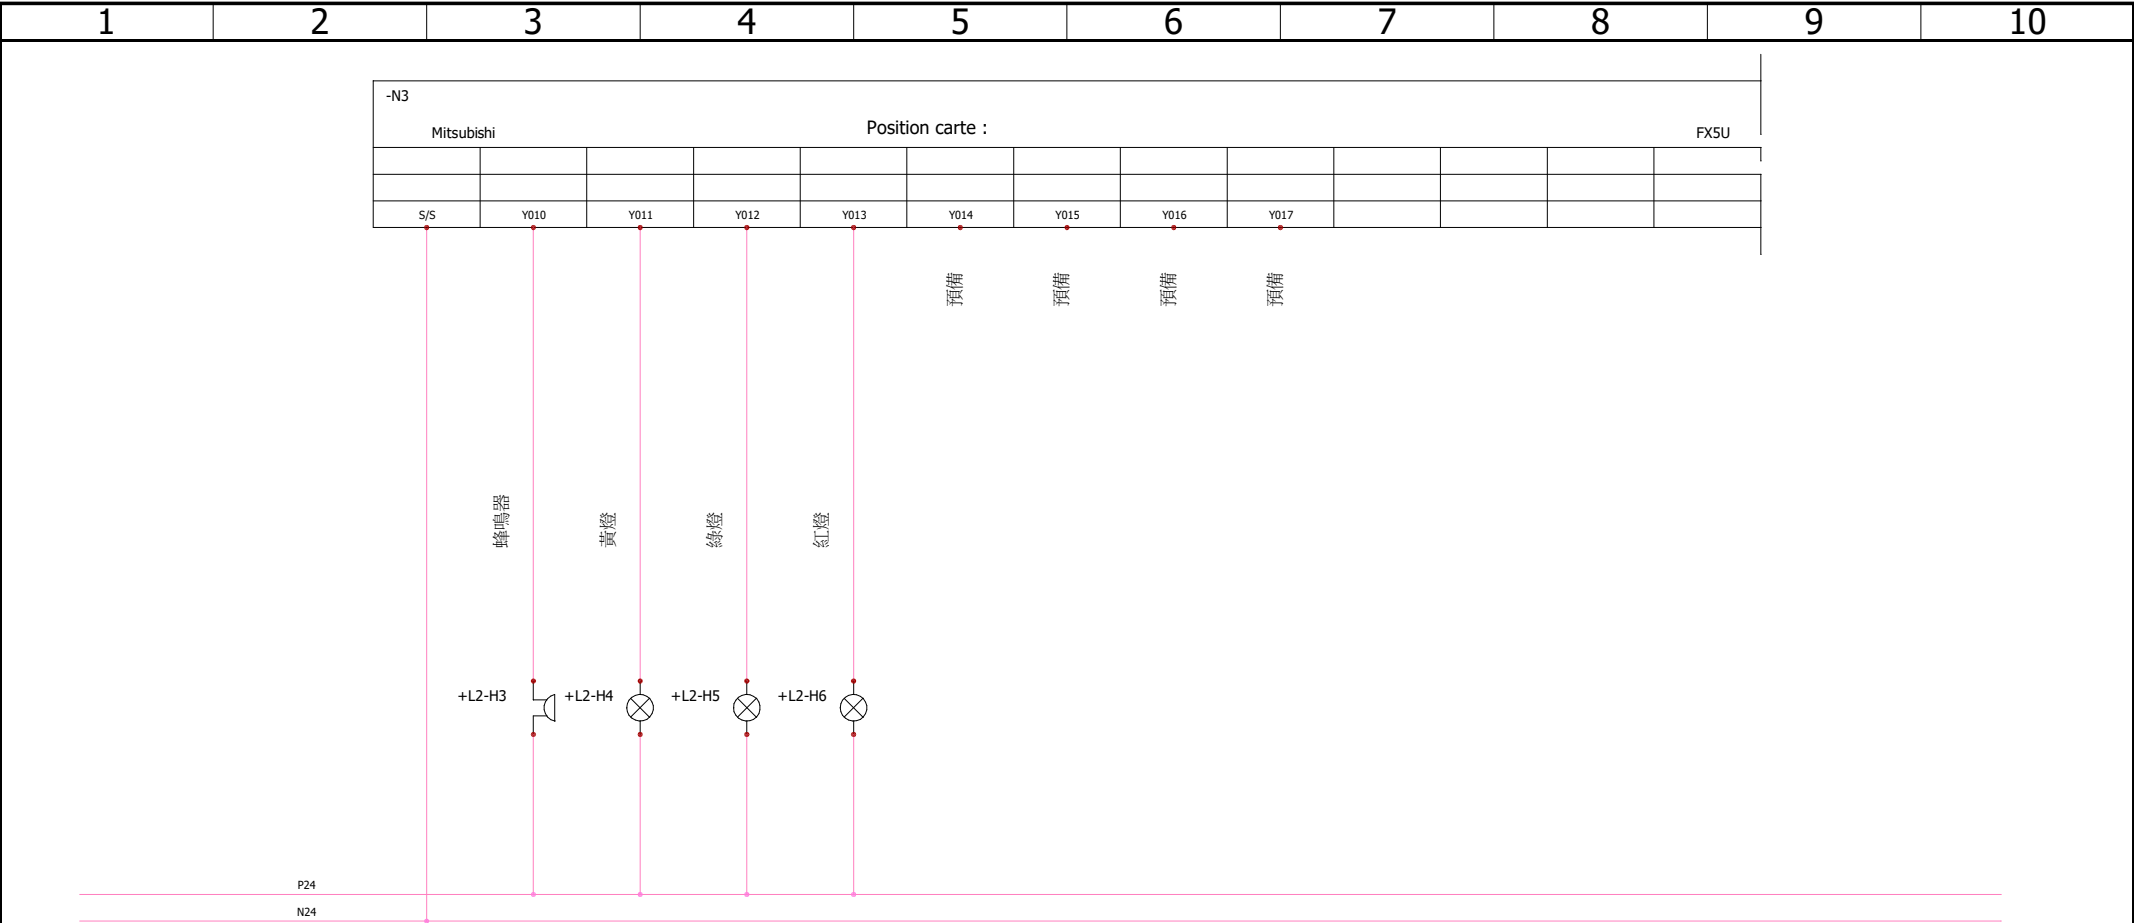 1 2 3 4 5 6 7 8 9 10
-N3
Mitsubishi Position carte : FX5U
S/S Y010 Y011 Y012 Y013 Y014 Y015 Y016 Y017
預備 預備 預備 預備
蜂鳴器 黃燈 綠燈 紅燈
+L2-H3 +L2-H4 +L2-H5 +L2-H6
P24
N24